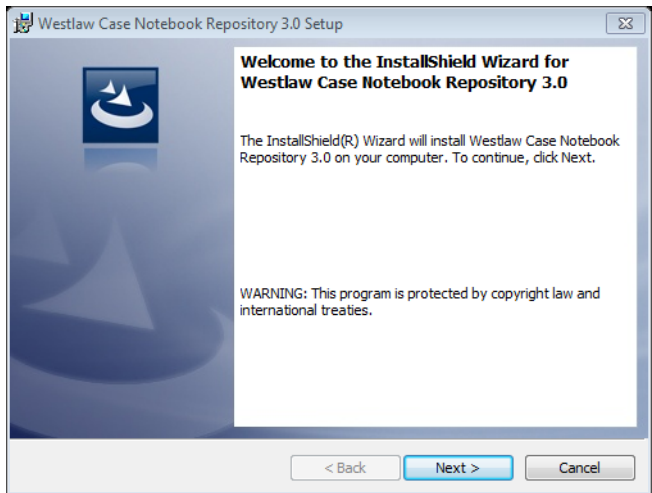 Westlaw Case Notebook Repository 3.0 Setup
Welcome to the InstallShield Wizard for
Westlaw Case Notebook Repository 3.0
The InstallShield(R) Wizard will install Westlaw Case Notebook
Repository 3.0 on your computer. To continue, click Next.
WARNING: This program is protected by copyright law and
international treaties.
< Back
Next >
Cancel